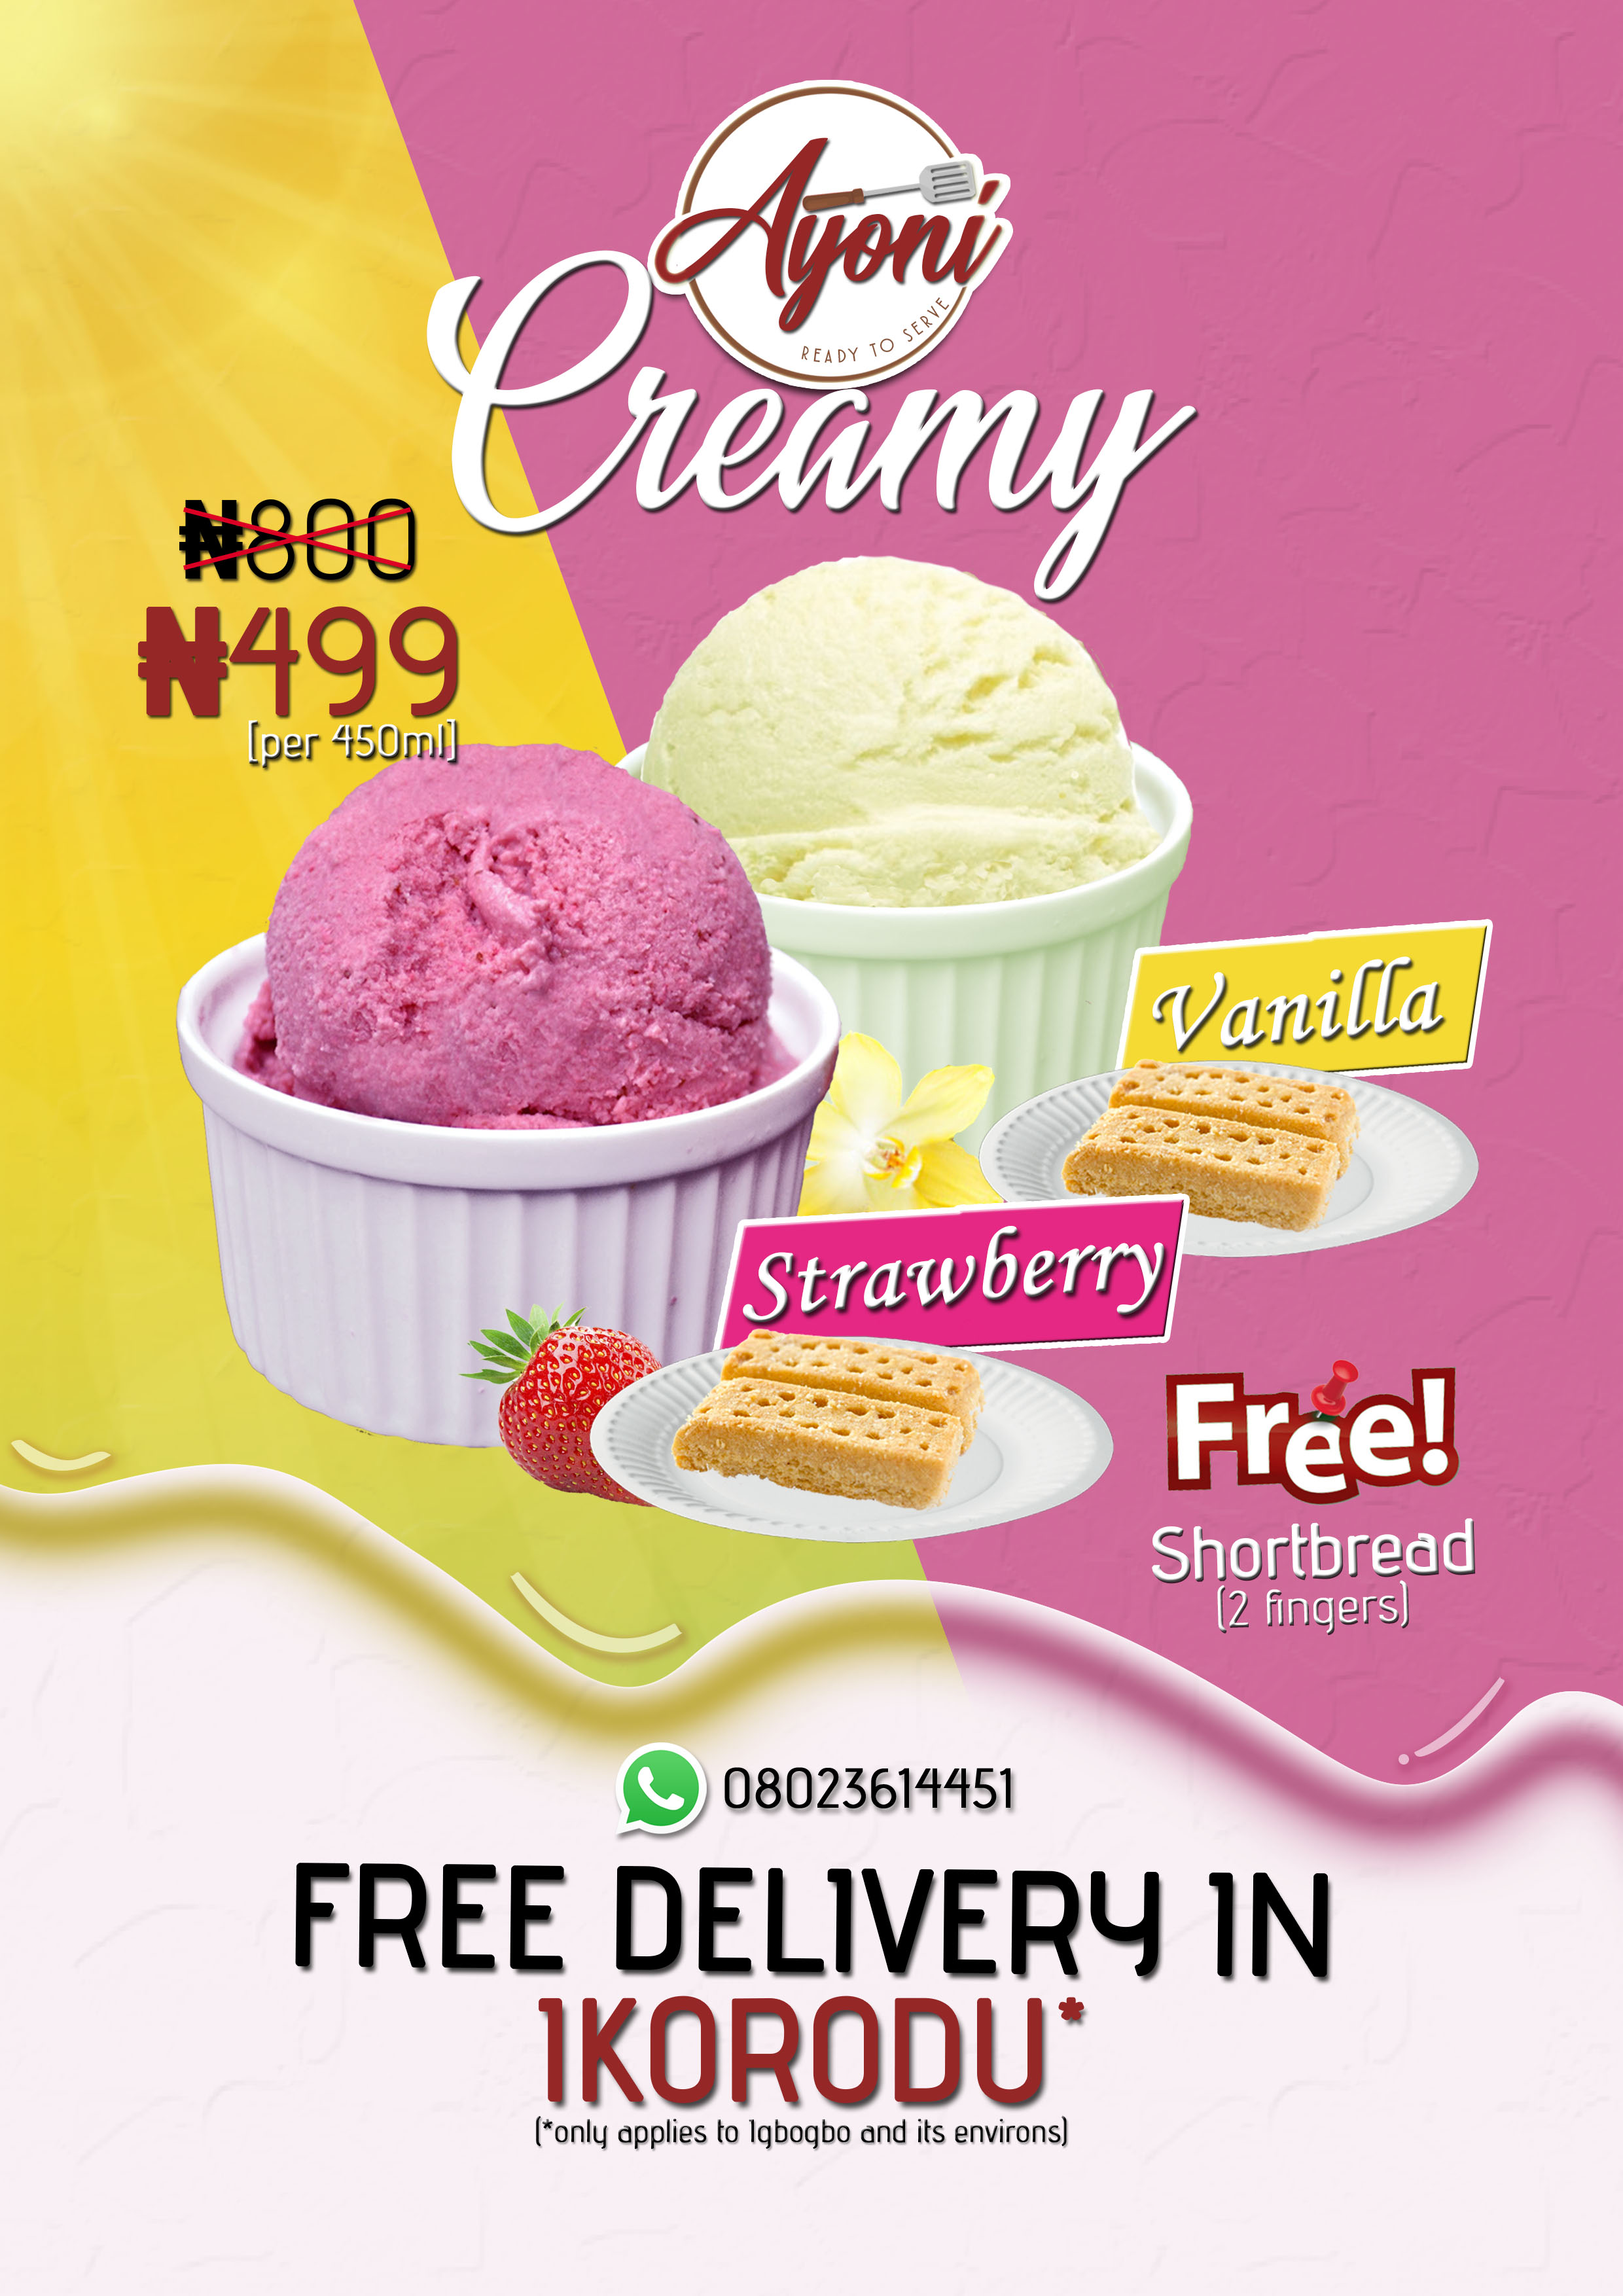 Ayoni
READY TO SERVE
Creamy
₦800
₦499
[per 450ml]
Vanilla
Strawberry
Free!
Shortbread
(2 fingers)
08023614451
FREE DELIVERY IN
IKORODU*
(*only applies to Igbogbo and its environs)